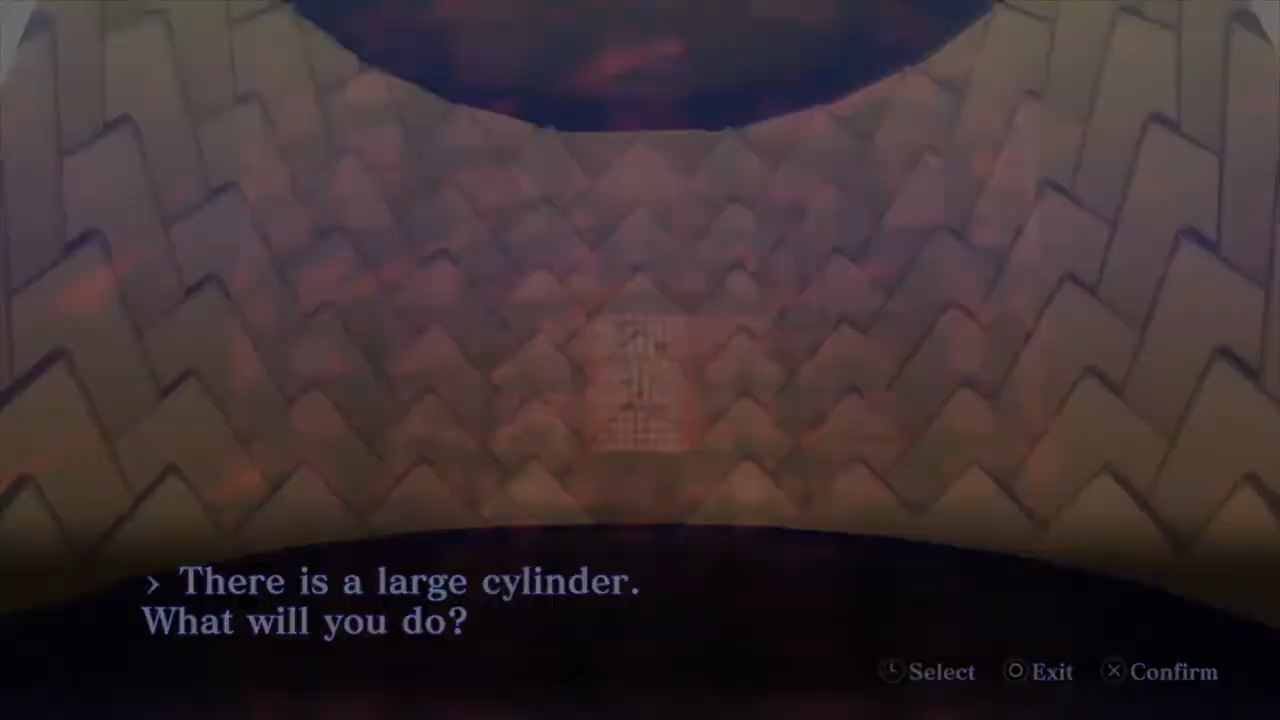 › There is a large cylinder.
What will you do?
L Select O Exit X Confirm